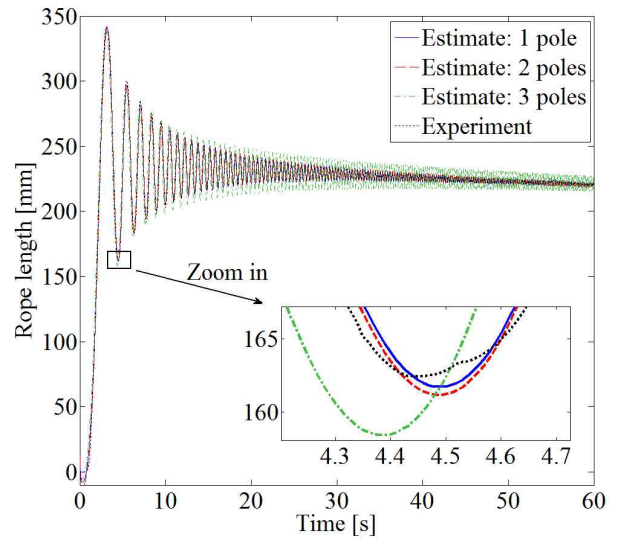 350
300
250
200
150
100
50
0
Rope length [mm]
Estimate: 1 pole
Estimate: 2 poles
Estimate: 3 poles
Experiment
Zoom in
165
160
4.3 4.4 4.5 4.6 4.7
0 10 20 30 40 50 60
Time [s]